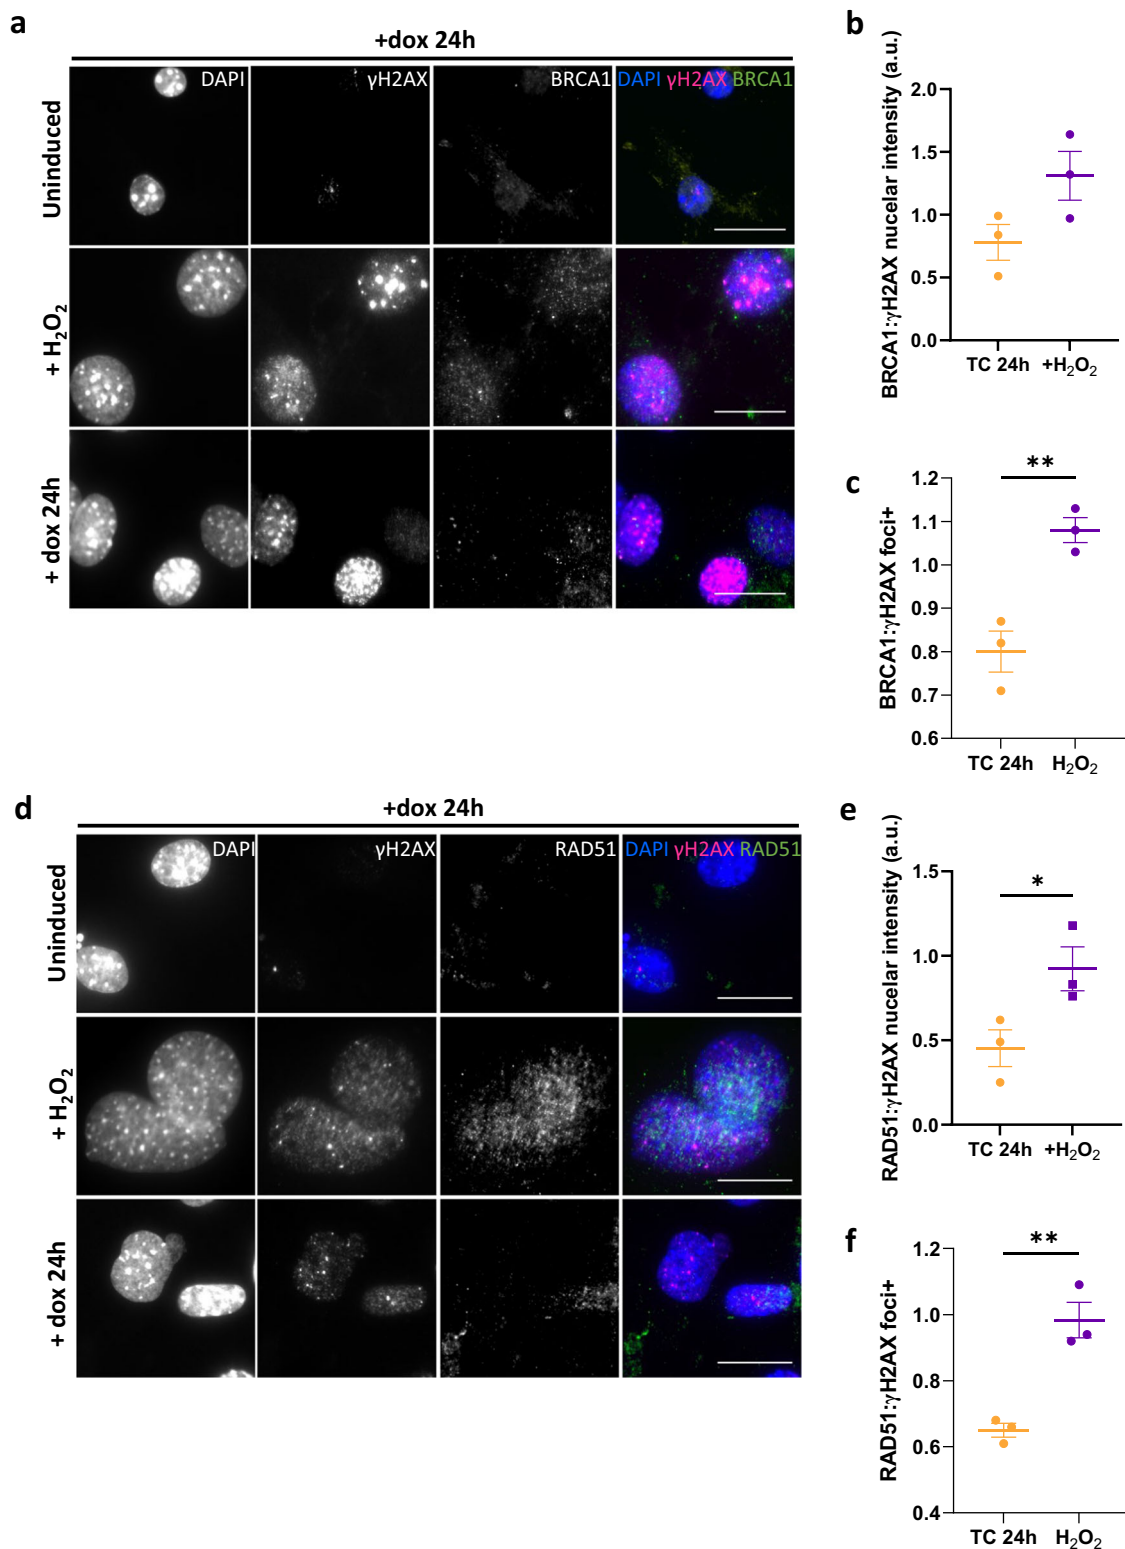 a
+dox 24h
DAPI
γH2AX
BRCA1
DAPI γH2AX BRCA1
Uninduced
+ H₂O₂
+ dox 24h
b
BRCA1:γH2AX nucelar intensity (a.u.)
2.0
1.5
1.0
0.5
0.0
TC 24h
+H₂O₂
c
BRCA1:γH2AX foci+
**
1.2
1.1
1.0
0.9
0.8
0.7
0.6
TC 24h
H₂O₂
d
+dox 24h
DAPI
γH2AX
RAD51
DAPI γH2AX RAD51
Uninduced
+ H₂O₂
+ dox 24h
e
RAD51:γH2AX nucelar intensity (a.u.)
*
1.5
1.0
0.5
0.0
TC 24h
+H₂O₂
f
RAD51:γH2AX foci+
**
1.2
1.0
0.8
0.6
0.4
TC 24h
H₂O₂